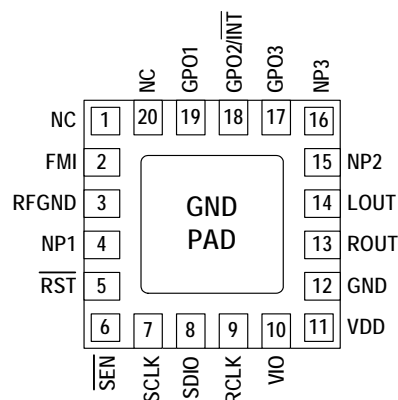 NC
GPO1
GPO2/INT
GPO3
NP3
NC 1 20 19 18 17 16
FMI 2 15 NP2
RFGND 3 GND 14 LOUT
NP1 4 PAD 13 ROUT
RST 5 12 GND
6 7 8 9 10 11 VDD
SEN
SCLK
SDIO
RCLK
VIO